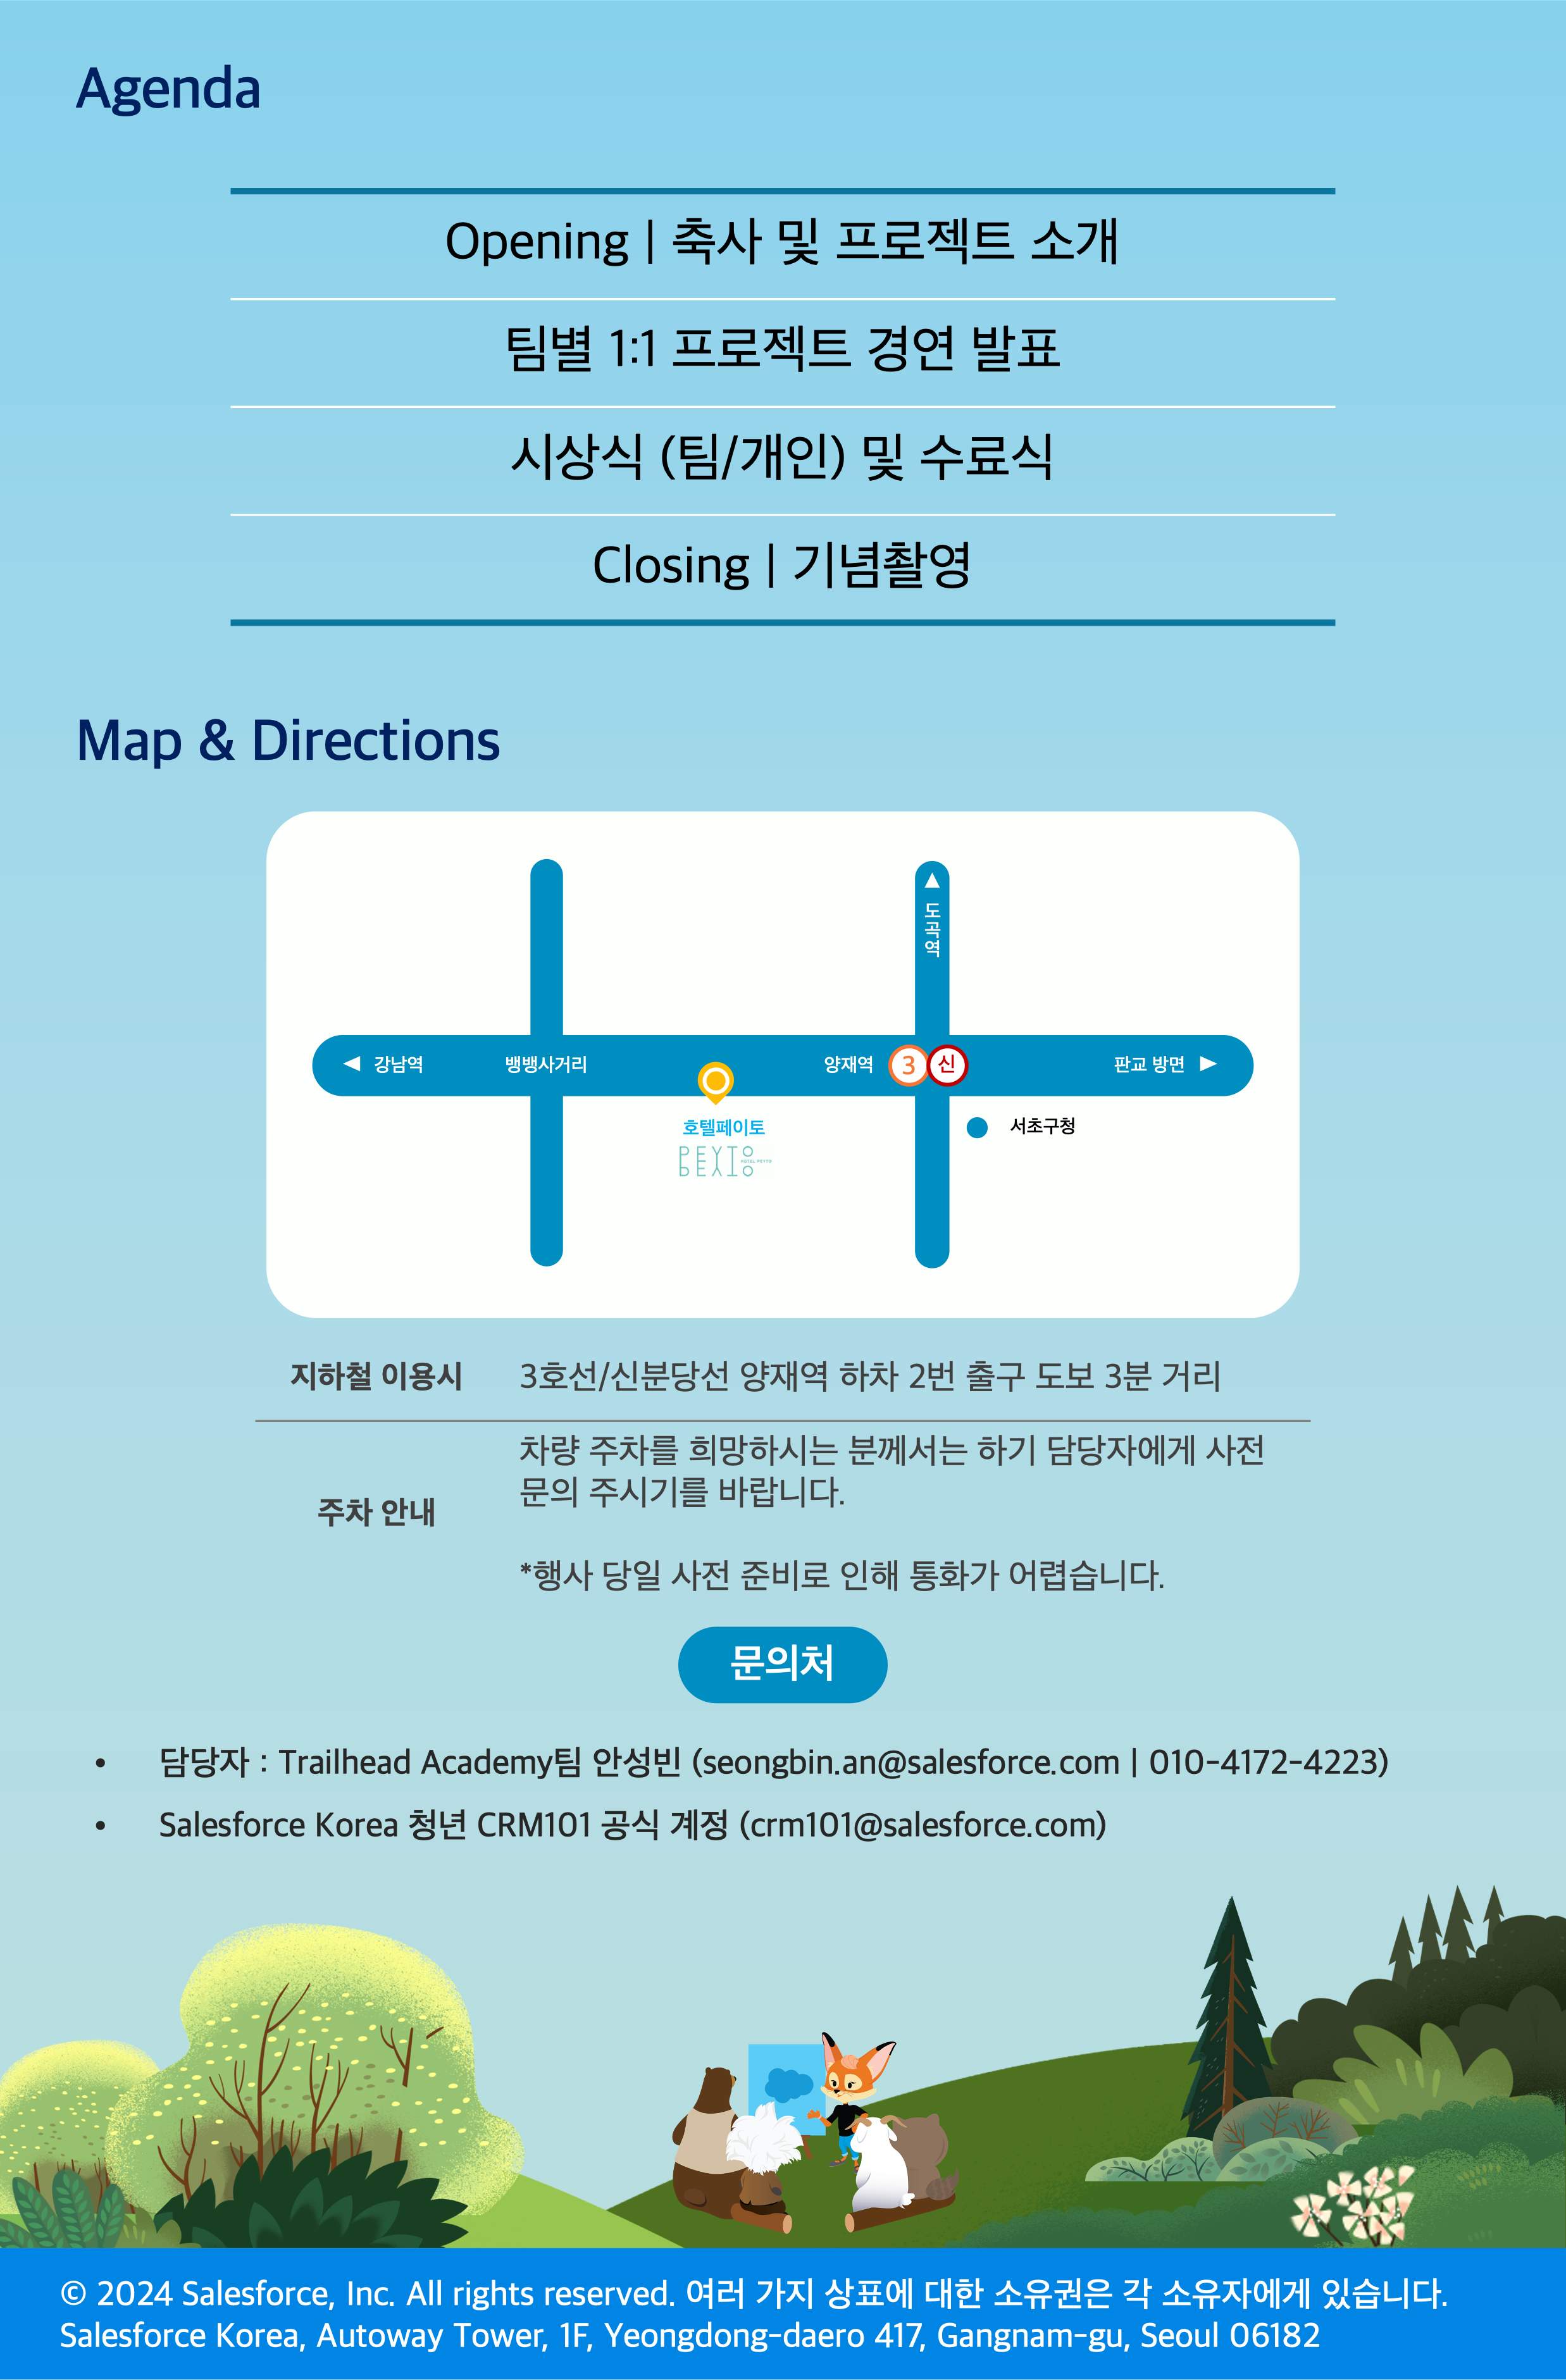 Agenda
Opening | 축사 및 프로젝트 소개
팀별 1:1 프로젝트 경연 발표
시상식 (팀/개인) 및 수료식
Closing | 기념촬영
Map & Directions
▲ 도곡역
◀ 강남역 뱅뱅사거리 양재역 3 신 판교 방면 ▶
호텔페이토 서초구청
PEYTO HOTEL PEYTO
지하철 이용시 3호선/신분당선 양재역 하차 2번 출구 도보 3분 거리
차량 주차를 희망하시는 분께서는 하기 담당자에게 사전
문의 주시기를 바랍니다.
주차 안내
*행사 당일 사전 준비로 인해 통화가 어렵습니다.
문의처
• 담당자 : Trailhead Academy팀 안성빈 (seongbin.an@salesforce.com | 010-4172-4223)
• Salesforce Korea 청년 CRM101 공식 계정 (crm101@salesforce.com)
© 2024 Salesforce, Inc. All rights reserved. 여러 가지 상표에 대한 소유권은 각 소유자에게 있습니다.
Salesforce Korea, Autoway Tower, 1F, Yeongdong-daero 417, Gangnam-gu, Seoul 06182